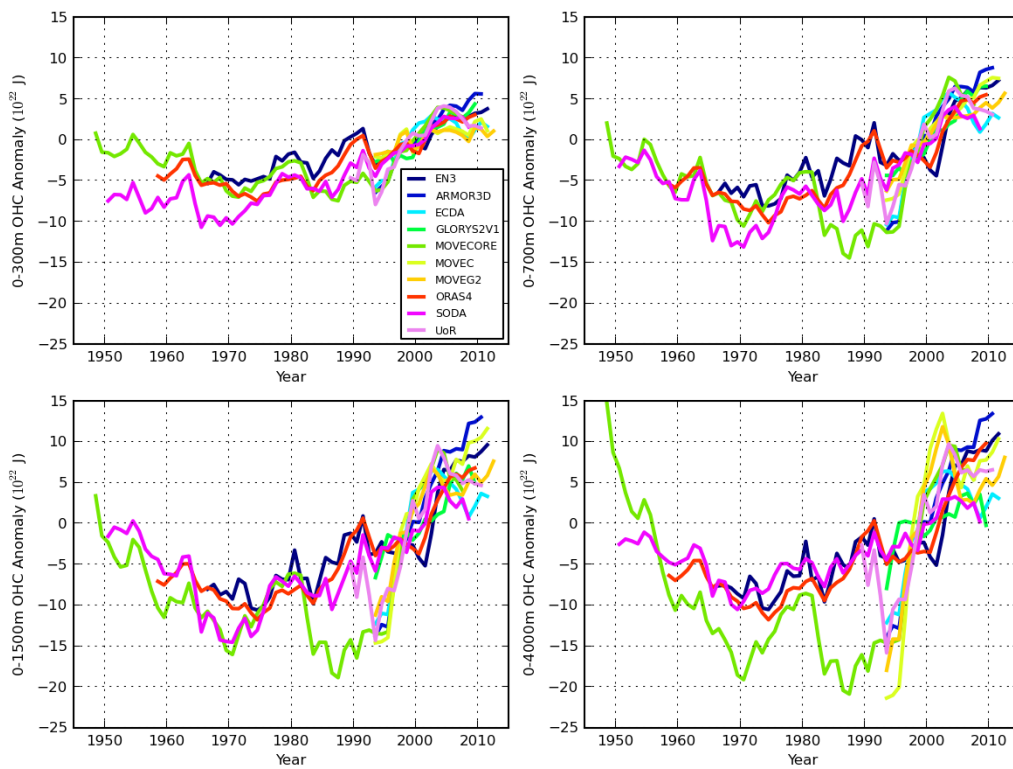 0-300m OHC Anomaly (10²² J)
15
10
5
0
−5
−10
−15
−20
−25
1950 1960 1970 1980 1990 2000 2010
Year
EN3
ARMOR3D
ECDA
GLORYS2V1
MOVECORE
MOVEC
MOVEG2
ORAS4
SODA
UoR
0-700m OHC Anomaly (10²² J)
15
10
5
0
−5
−10
−15
−20
−25
1950 1960 1970 1980 1990 2000 2010
Year
0-1500m OHC Anomaly (10²² J)
15
10
5
0
−5
−10
−15
−20
−25
1950 1960 1970 1980 1990 2000 2010
Year
0-4000m OHC Anomaly (10²² J)
15
10
5
0
−5
−10
−15
−20
−25
1950 1960 1970 1980 1990 2000 2010
Year